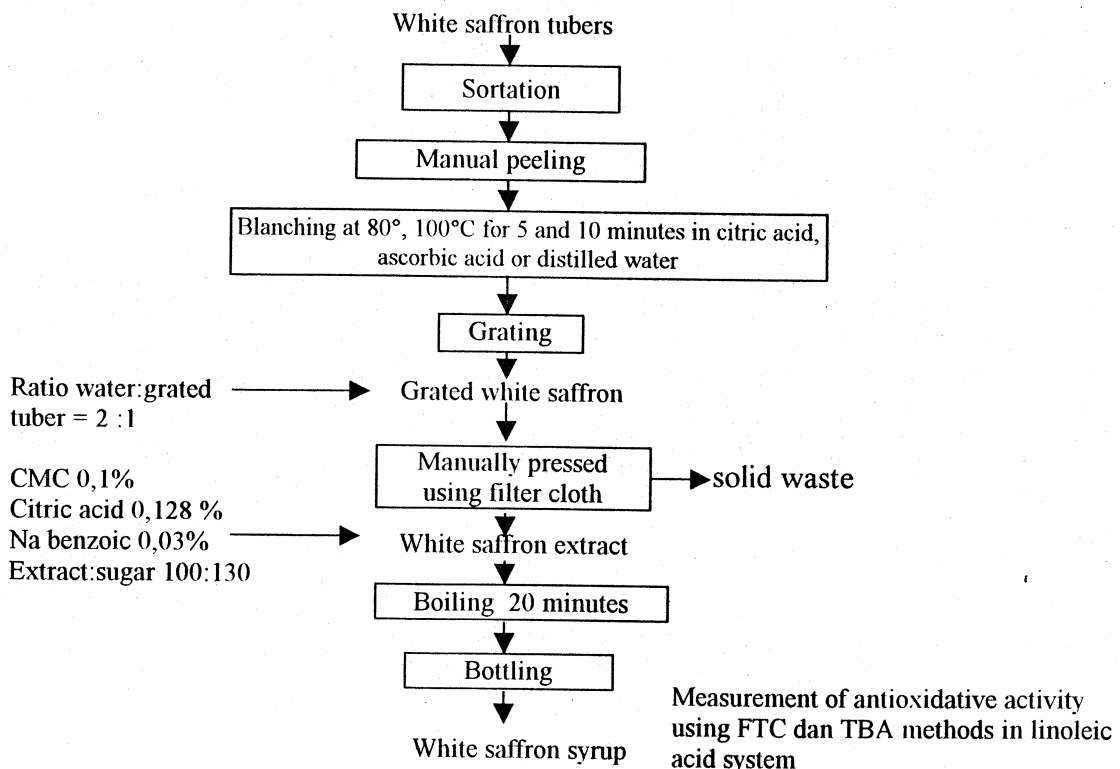 White saffron tubers
Sortation
Manual peeling
Blanching at 80°, 100°C for 5 and 10 minutes in citric acid,
ascorbic acid or distilled water
Grating
Ratio water:grated
tuber = 2 :1
Grated white saffron
Manually pressed
using filter cloth
solid waste
CMC 0,1%
Citric acid 0,128 %
Na benzoic 0,03%
Extract:sugar 100:130
White saffron extract
Boiling 20 minutes
Bottling
White saffron syrup
Measurement of antioxidative activity
using FTC dan TBA methods in linoleic
acid system